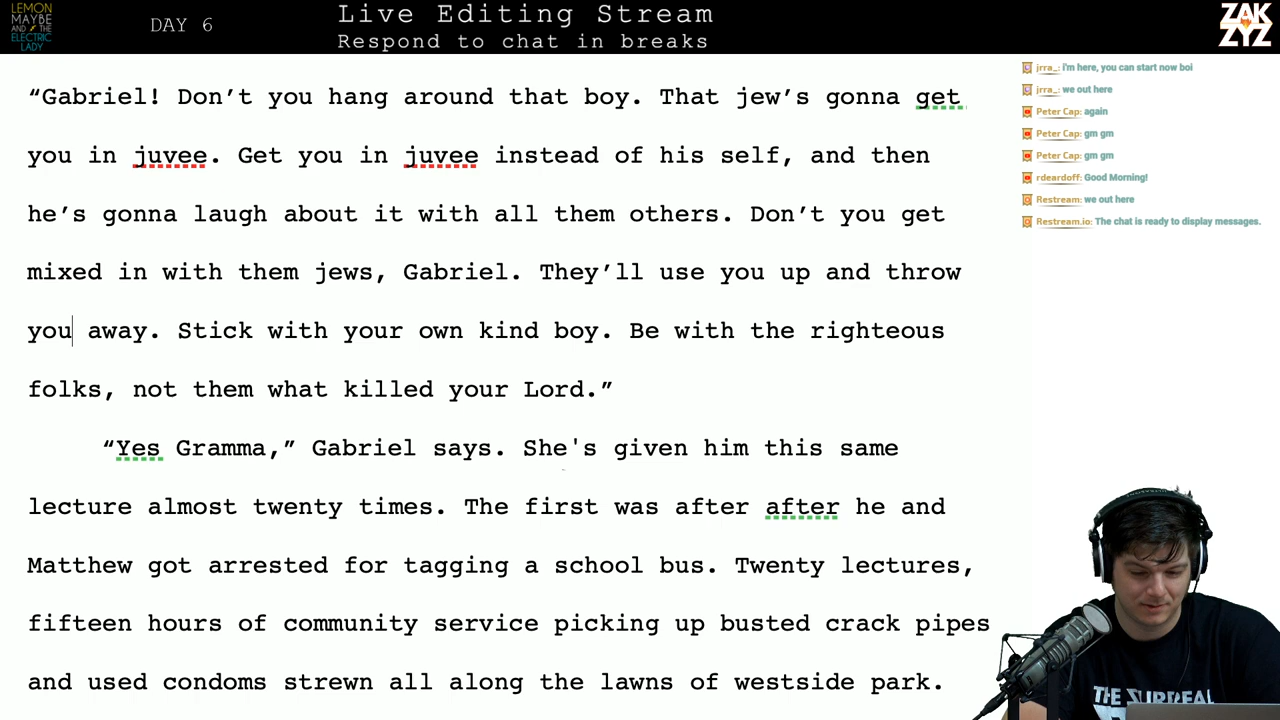 LEMON
MAYBE
AND THE
ELECTRIC
LADY
DAY 6
Live Editing Stream
Respond to chat in breaks
ZAK
ZYZ
“Gabriel! Don’t you hang around that boy. That jew’s gonna get
you in juvee. Get you in juvee instead of his self, and then
he’s gonna laugh about it with all them others. Don’t you get
mixed in with them jews, Gabriel. They’ll use you up and throw
you away. Stick with your own kind boy. Be with the righteous
folks, not them what killed your Lord.”
“Yes Gramma,” Gabriel says. She's given him this same
lecture almost twenty times. The first was after after he and
Matthew got arrested for tagging a school bus. Twenty lectures,
fifteen hours of community service picking up busted crack pipes
and used condoms strewn all along the lawns of westside park.
jrra_: i'm here, you can start now boi
jrra_: we out here
Peter Cap: again
Peter Cap: gm gm
Peter Cap: gm gm
rdeardoff: Good Morning!
Restream: we out here
Restream.io: The chat is ready to display messages.
THE SURREAL